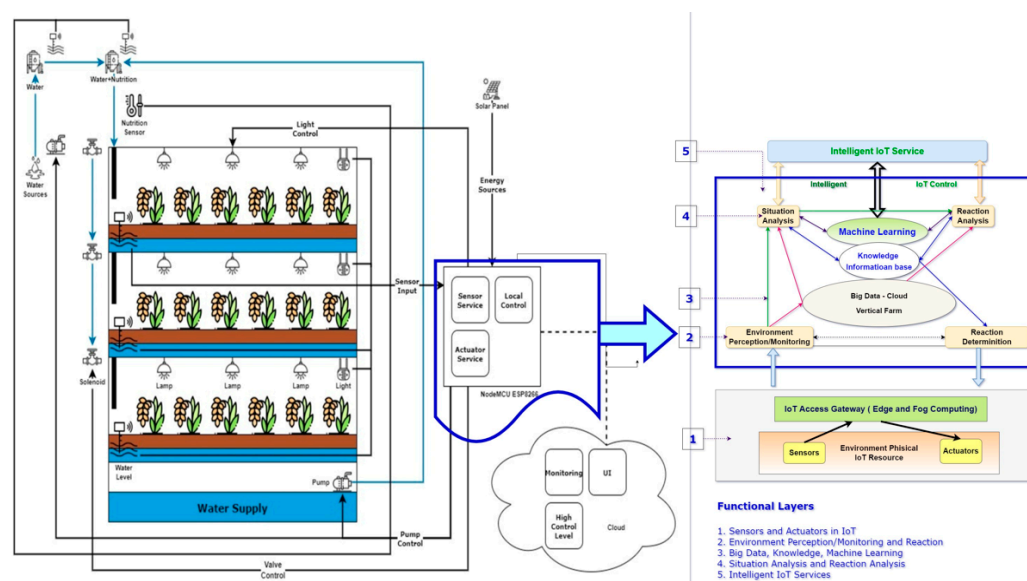 Water
Water+Nutrition
Nutrition
Sensor
Water
Sources
Light
Control
Solar Panel
Energy
Sources
Sensor
Input
Sensor
Service
Local
Control
Actuator
Service
NodeMCU ESP8266
Solenoid
Lamp
Lamp
Lamp
Light
Water
Level
Pump
Water Supply
Pump
Control
Valve
Control
Monitoring
UI
High
Control
Level
Cloud
5
Intelligent IoT Service
Intelligent
IoT Control
4
Situation
Analysis
Reaction
Analysis
Machine Learning
Knowledge
Informatioan base
3
Big Data - Cloud
Vertical Farm
2
Environment
Perception/Monitoring
Reaction
Determinition
1
IoT Access Gateway ( Edge and Fog Computing)
Sensors
Environment Phisical
IoT Resource
Actuators
Functional Layers
1. Sensors and Actuators in IoT
2. Environment Perception/Monitoring and Reaction
3. Big Data, Knowledge, Machine Learning
4. Situation Analysis and Reaction Analysis
5. Intelligent IoT Services